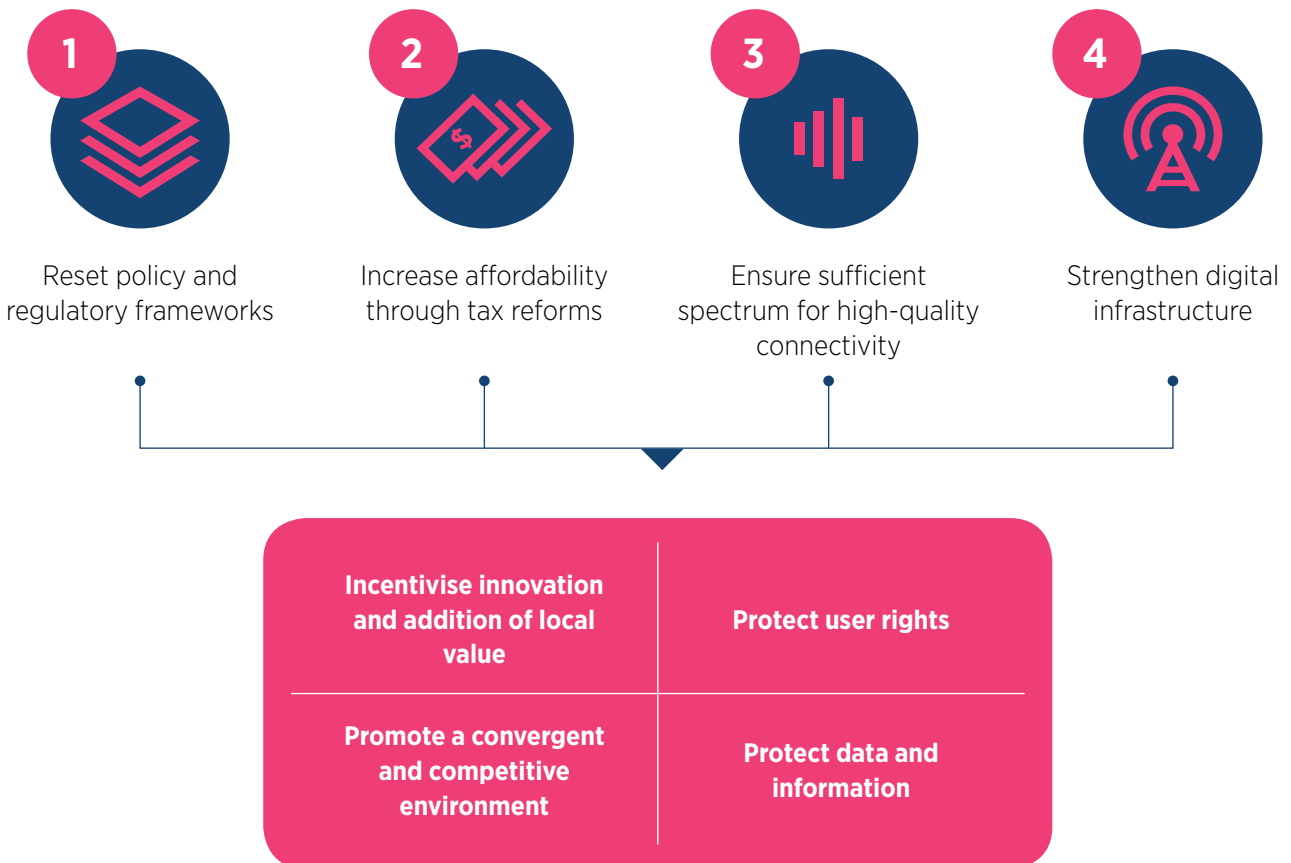 1
2
3
4
$
Reset policy and
regulatory frameworks
Increase affordability
through tax reforms
Ensure sufficient
spectrum for high-quality
connectivity
Strengthen digital
infrastructure
Incentivise innovation
and addition of local
value
Protect user rights
Promote a convergent
and competitive
environment
Protect data and
information